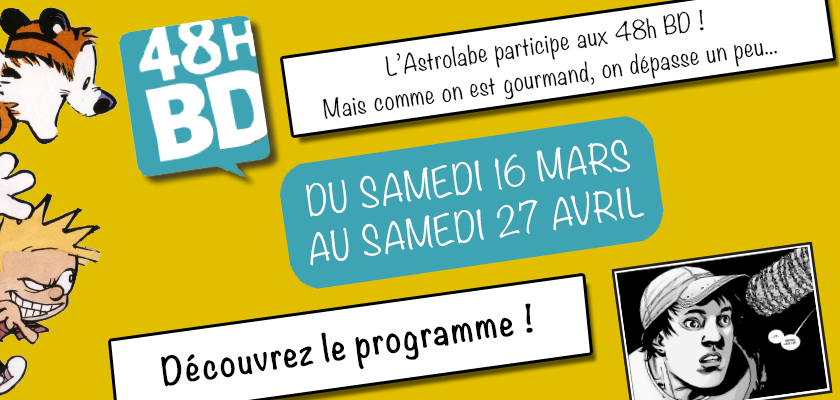 48H
BD
L'Astrolabe participe aux 48h BD !
Mais comme on est gourmand, on dépasse un peu...
DU SAMEDI 16 MARS
AU SAMEDI 27 AVRIL
Découvrez le programme !